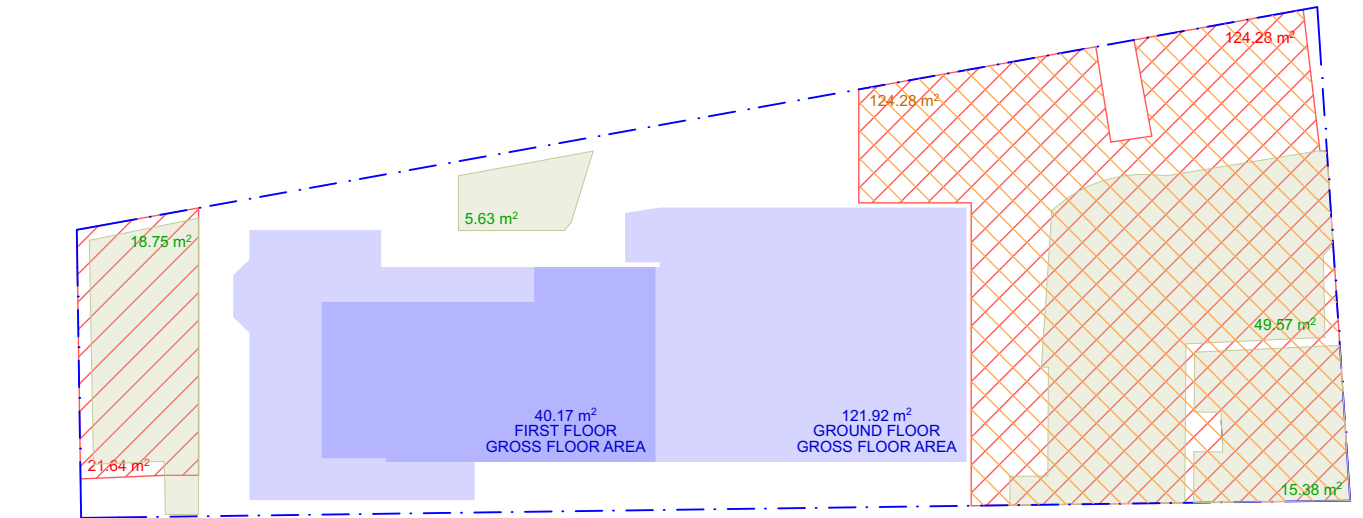 124.28 m²
124.28 m²
5.63 m²
18.75 m²
49.57 m²
40.17 m²
FIRST FLOOR
GROSS FLOOR AREA
121.92 m²
GROUND FLOOR
GROSS FLOOR AREA
21.64 m²
15.38 m²